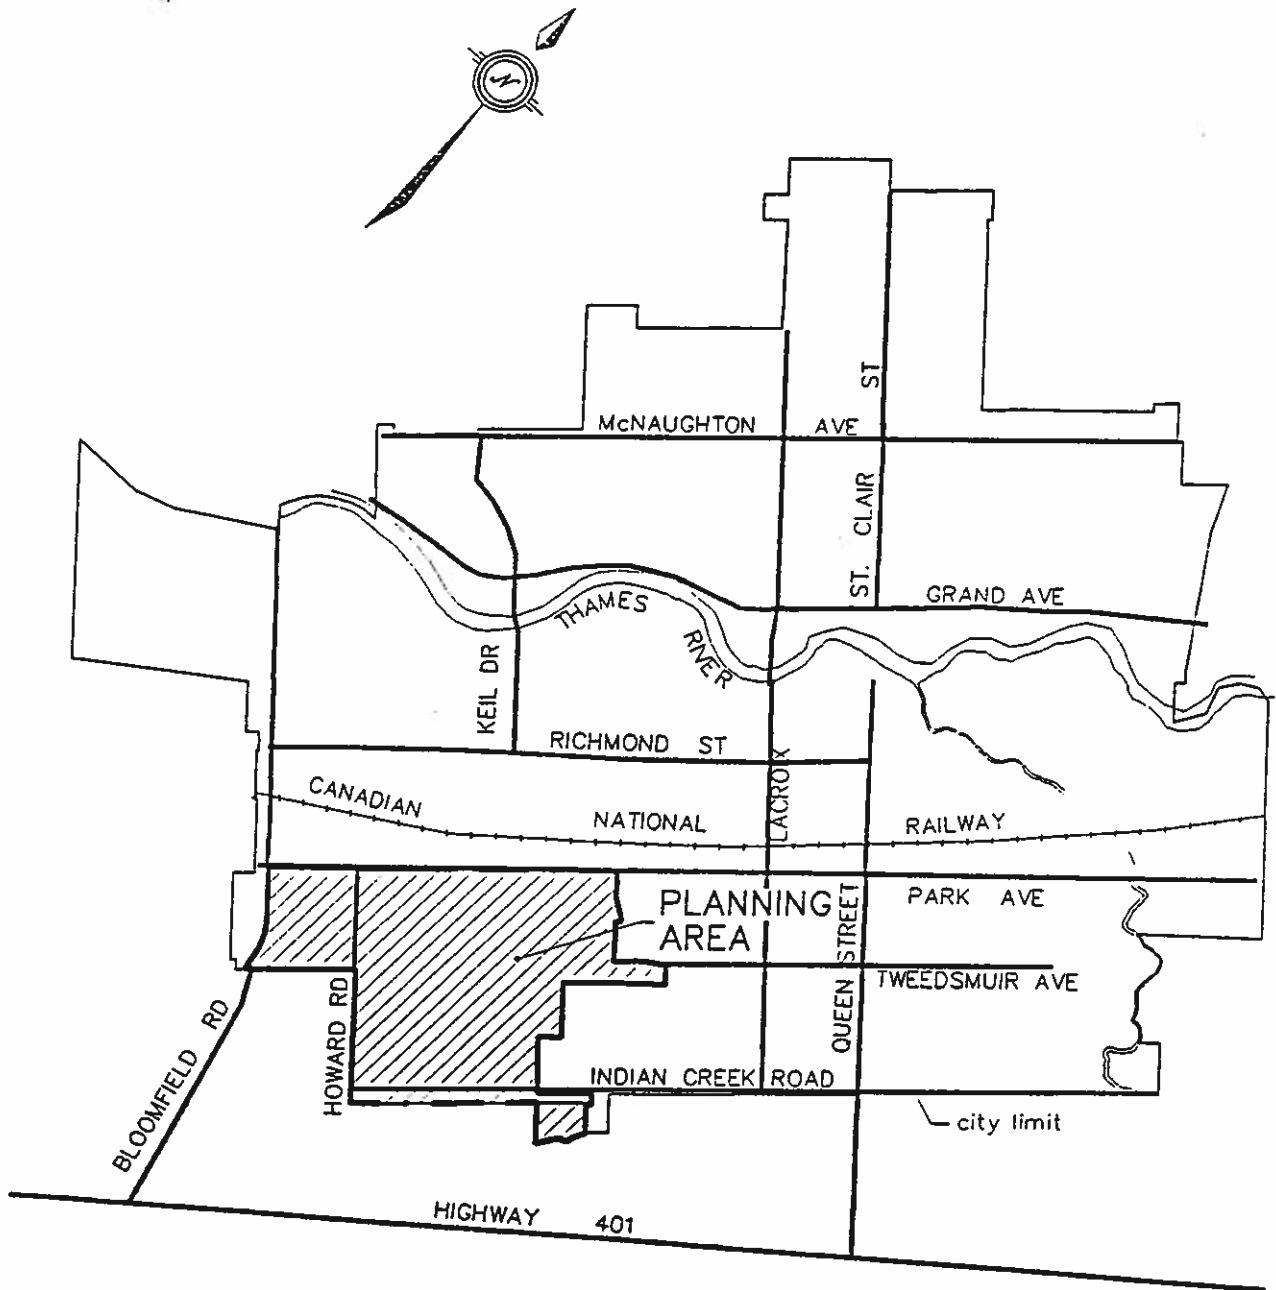 N
McNAUGHTON AVE
ST. CLAIR ST
GRAND AVE
THAMES RIVER
KEIL DR
RICHMOND ST
LACROIX
CANADIAN NATIONAL RAILWAY
PARK AVE
PLANNING
AREA
QUEEN STREET
TWEEDSMUIR AVE
HOWARD RD
BLOOMFIELD RD
INDIAN CREEK ROAD
city limit
HIGHWAY 401